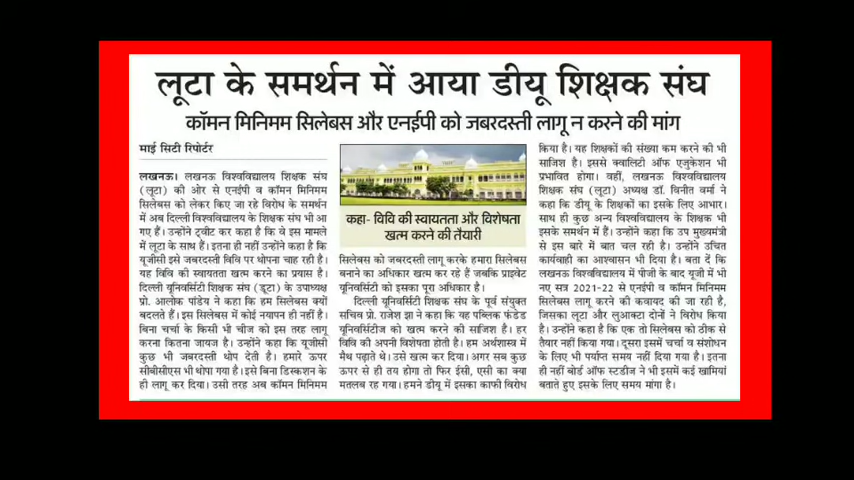 लूटा के समर्थन में आया डीयू शिक्षक संघ
कॉमन मिनिमम सिलेबस और एनईपी को जबरदस्ती लागू न करने की मांग
माई सिटी रिपोर्टर
लखनऊ। लखनऊ विश्वविद्यालय शिक्षक संघ
(लूटा) की ओर से एनईपी व कॉमन मिनिमम
सिलेबस को लेकर किए जा रहे विरोध के समर्थन
में अब दिल्ली विश्वविद्यालय के शिक्षक संघ भी आ
गए हैं। उन्होंने ट्वीट कर कहा है कि वे इस मामले
में लूटा के साथ हैं। इतना ही नहीं उन्होंने कहा है कि
यूजीसी इसे जबरदस्ती विवि पर थोपना चाह रही है।
यह विवि की स्वायतता खत्म करने का प्रयास है।
दिल्ली यूनिवर्सिटी शिक्षक संघ (डूटा) के उपाध्यक्ष
प्रो. आलोक पांडेय ने कहा कि हम सिलेबस क्यों
बदलते हैं। इस सिलेबस में कोई नयापन ही नहीं है।
बिना चर्चा के किसी भी चीज को इस तरह लागू
करना कितना जायज है। उन्होंने कहा कि यूजीसी
कुछ भी जबरदस्ती थोप देती है। हमारे ऊपर
सीबीसीएस भी थोपा गया है। इसे बिना डिस्कशन के
ही लागू कर दिया। उसी तरह अब कॉमन मिनिमम
कहा- विवि की स्वायतता और विशेषता
खत्म करने की तैयारी
सिलेबस को जबरदस्ती लागू करके हमारा सिलेबस
बनाने का अधिकार खत्म कर रहे हैं जबकि प्राइवेट
यूनिवर्सिटी को इसका पूरा अधिकार है।
दिल्ली यूनिवर्सिटी शिक्षक संघ के पूर्व संयुक्त
सचिव प्रो. राजेश झा ने कहा कि यह पब्लिक फंडेड
यूनिवर्सिटीज को खत्म करने की साजिश है। हर
विवि की अपनी विशेषता होती है। हम अर्थशास्त्र में
मैथ पढ़ाते थे। उसे खत्म कर दिया। अगर सब कुछ
ऊपर से ही तय होगा तो फिर ईसी, एसी का क्या
मतलब रह गया। हमने डीयू में इसका काफी विरोध
किया है। यह शिक्षकों की संख्या कम करने की भी
साजिश है। इससे क्वालिटी ऑफ एजुकेशन भी
प्रभावित होगा। वहीं, लखनऊ विश्वविद्यालय
शिक्षक संघ (लूटा) अध्यक्ष डॉ. विनीत वर्मा ने
कहा कि डीयू के शिक्षकों का इसके लिए आभार।
साथ ही कुछ अन्य विश्वविद्यालय के शिक्षक भी
इसके समर्थन में हैं। उन्होंने कहा कि उप मुख्यमंत्री
से इस बारे में बात चल रही है। उन्होंने उचित
कार्यवाही का आश्वासन भी दिया है। बता दें कि
लखनऊ विश्वविद्यालय में पीजी के बाद यूजी में भी
नए सत्र 2021-22 से एनईपी व कॉमन मिनिमम
सिलेबस लागू करने की कवायद की जा रही है,
जिसका लूटा और लुआक्टा दोनों ने विरोध किया
है। उन्होंने कहा है कि एक तो सिलेबस को ठीक से
तैयार नहीं किया गया। दूसरा इसमें चर्चा व संशोधन
के लिए भी पर्याप्त समय नहीं दिया गया है। इतना
ही नहीं बोर्ड ऑफ स्टडीज ने भी इसमें कई खामियां
बताते हुए इसके लिए समय मांगा है।